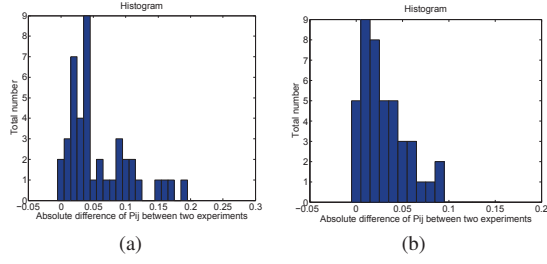 Histogram
9
8
7
6
5
4
3
2
1
0
Total number
-0.05 0 0.05 0.1 0.15 0.2 0.25 0.3
Absolute difference of Pij between two experiments
(a)
Histogram
9
8
7
6
5
4
3
2
1
0
Total number
-0.05 0 0.05 0.1 0.15 0.2
Absolute difference of Pij between two experiments
(b)